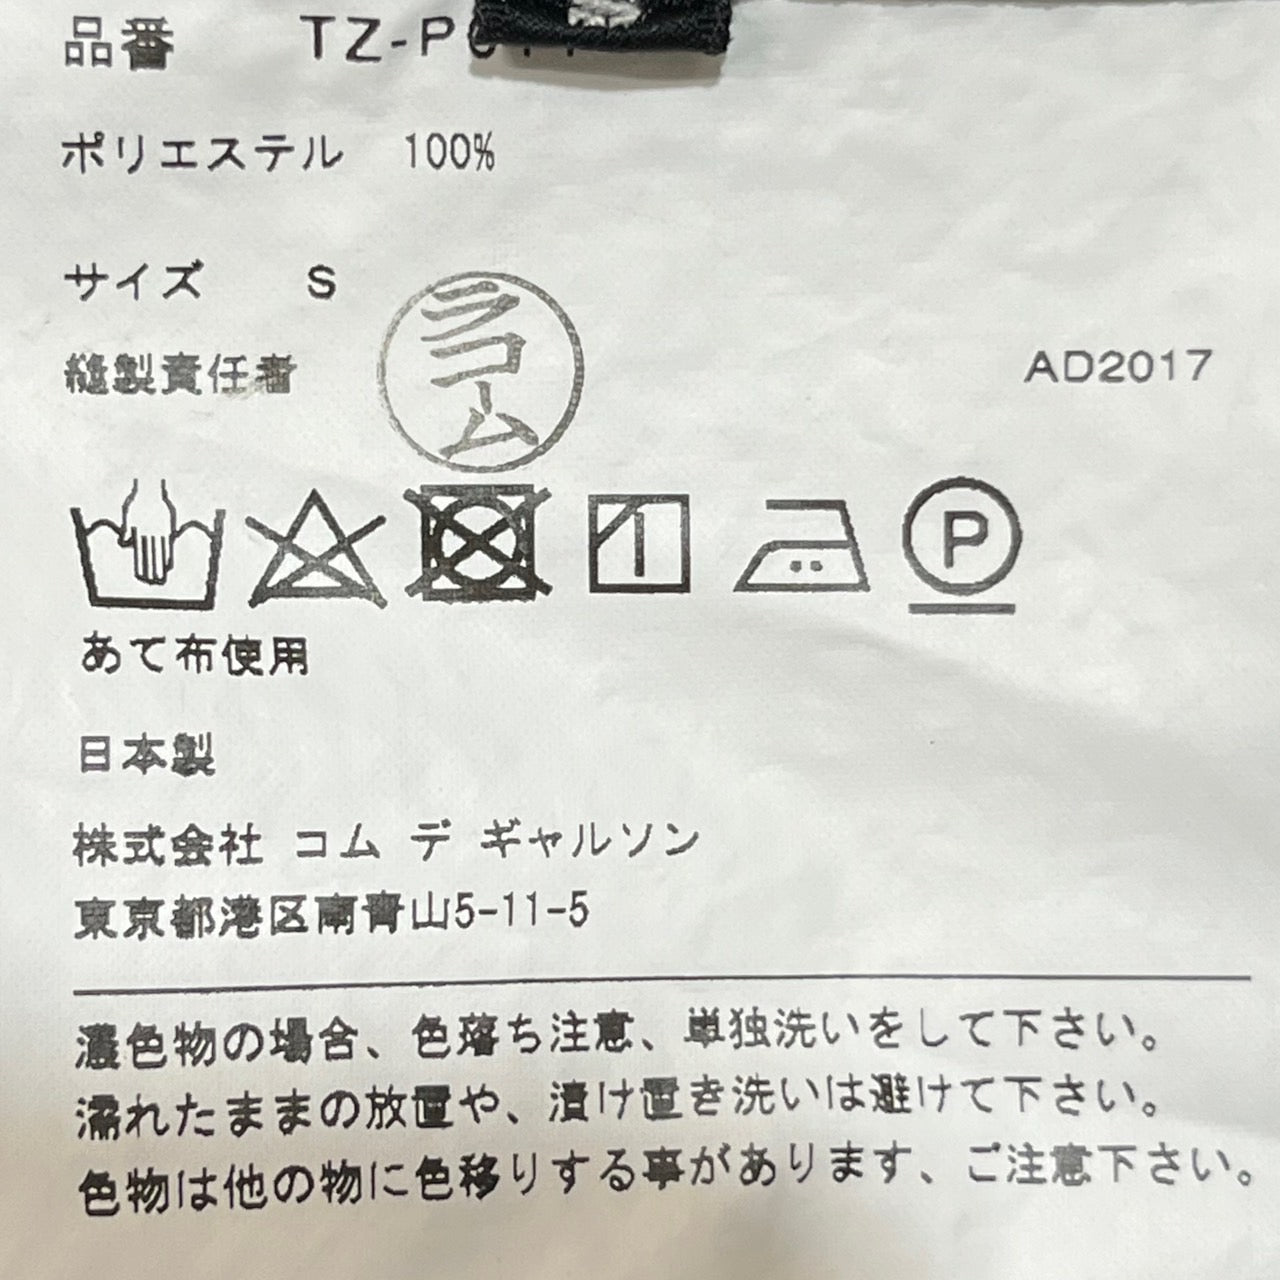 品番 TZ-P011
ポリエステル 100%
サイズ S
縫製責任者 ラコーム AD2017
P
あて布使用
日本製
株式会社 コム デ ギャルソン
東京都港区南青山5-11-5
濃色物の場合、色落ち注意、単独洗いをして下さい。
濡れたままの放置や、漬け置き洗いは避けて下さい。
色物は他の物に色移りする事があります、ご注意下さい。